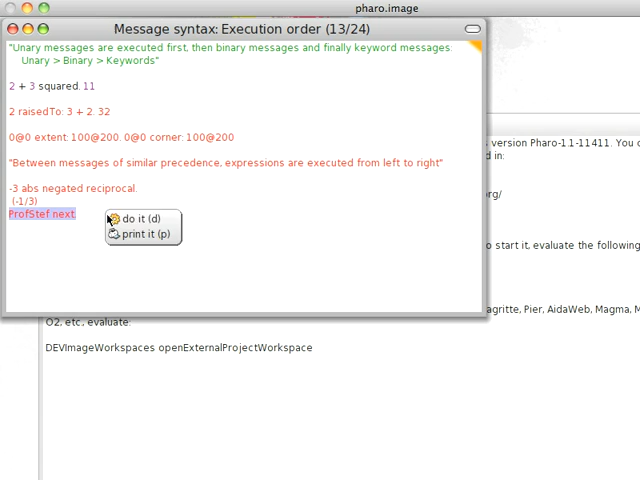 pharo.image
Message syntax: Execution order (13/24)
"Unary messages are executed first, then binary messages and finally keyword messages:
Unary > Binary > Keywords"
2 + 3 squared. 11
2 raisedTo: 3 + 2. 32
0@0 extent: 100@200. 0@0 corner: 100@200
"Between messages of similar precedence, expressions are executed from left to right"
-3 abs negated reciprocal.
(-1/3)
ProfStef next.
do it (d)
print it (p)
version Pharo-1.1-11411. You c
d in:
org/
o start it, evaluate the following
agritte, Pier, AidaWeb, Magma, M
O2, etc, evaluate:
DEVImageWorkspaces openExternalProjectWorkspace